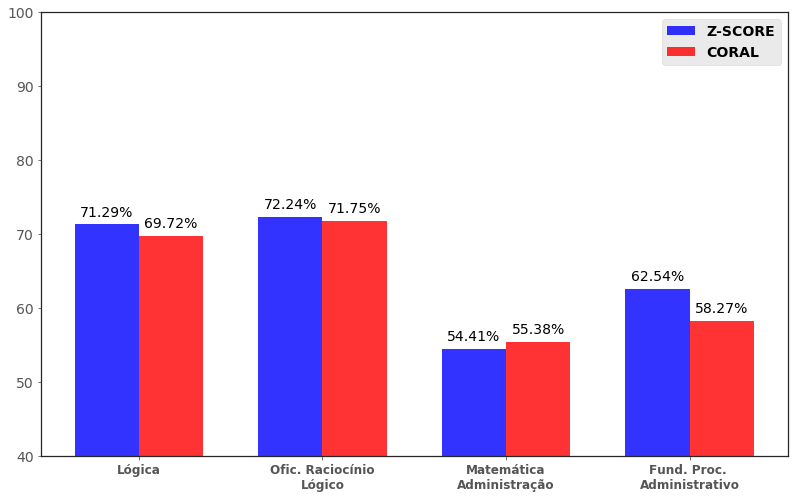 100
90
80
70
60
50
40
Z-SCORE
CORAL
71.29%
69.72%
72.24%
71.75%
54.41%
55.38%
62.54%
58.27%
Lógica
Ofic. Raciocínio
Lógico
Matemática
Administração
Fund. Proc.
Administrativo